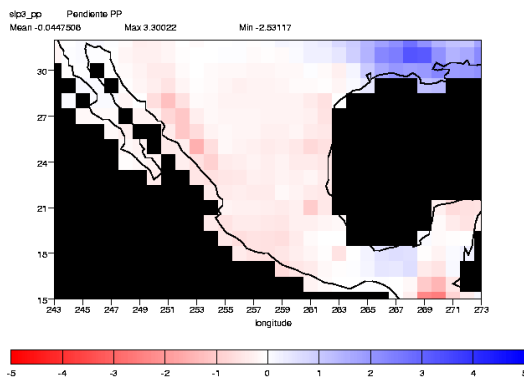 elp3_pp Pendiente PP
Mean -0.0447506 Max 3.30022 Min -2.53117
30
27
24
21
18
15
243 245 247 249 251 253 255 257 259 261 263 265 267 269 271 273
longitude
-5 -4 -3 -2 -1 0 1 2 3 4 5